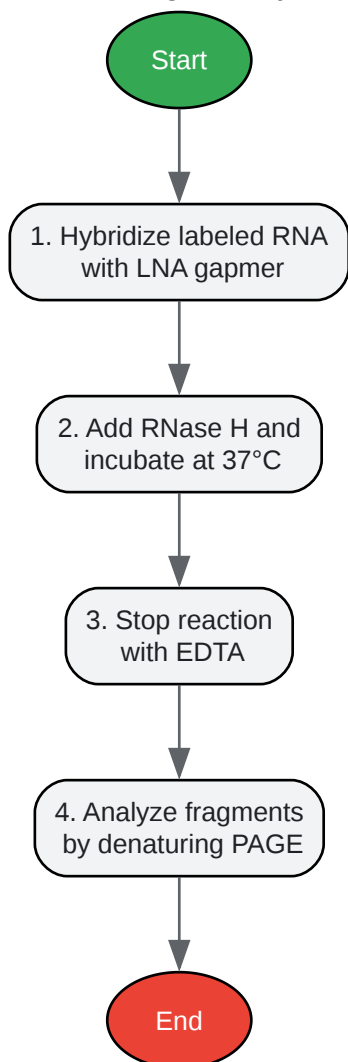 Start
1. Hybridize labeled RNA
with LNA gapmer
2. Add RNase H and
incubate at 37°C
3. Stop reaction
with EDTA
4. Analyze fragments
by denaturing PAGE
End